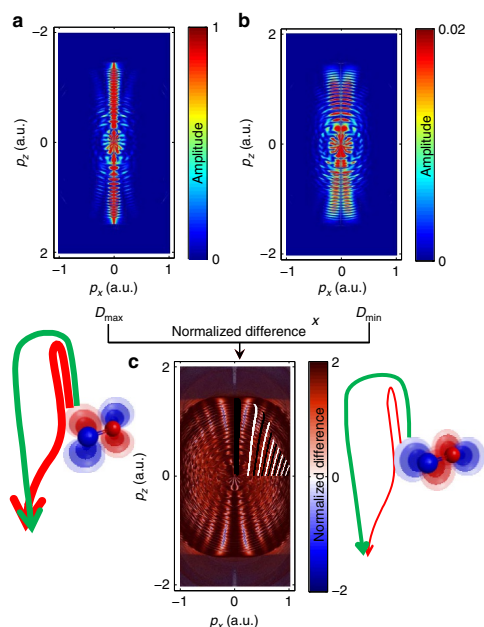 a
b
−2
0
2
p_z (a.u.)
−1
0
1
p_x (a.u.)
1
Amplitude
0
2
0
−2
p_z (a.u.)
−1
0
1
p_x (a.u.)
0.02
Amplitude
0
D_max
x
D_min
Normalized difference
c
2
0
−2
p_z (a.u.)
−1
0
1
p_x (a.u.)
2
0
−2
Normalized difference